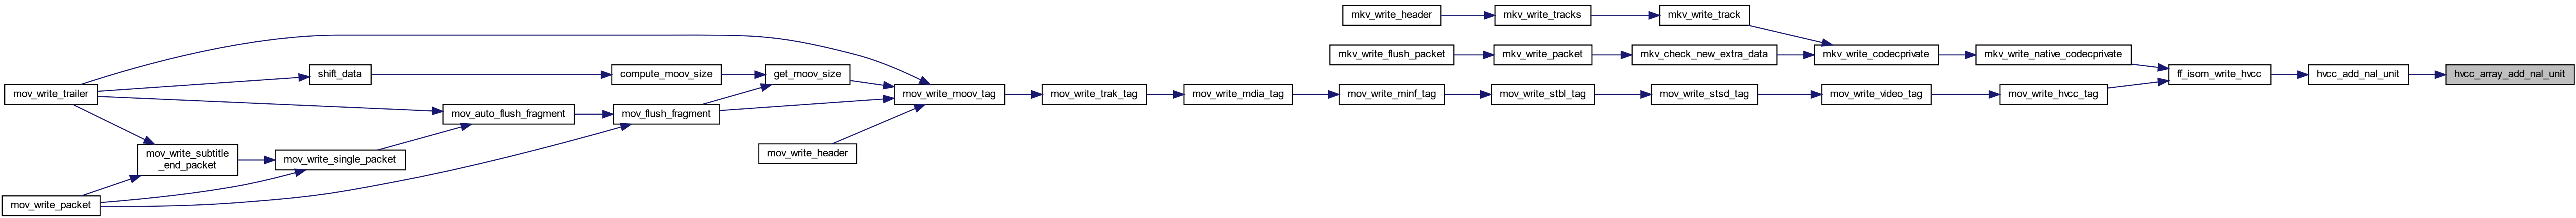 mkv_write_header
mkv_write_tracks
mkv_write_track
mkv_write_flush_packet
mkv_write_packet
mkv_check_new_extra_data
mkv_write_codecprivate
mkv_write_native_codecprivate
shift_data
compute_moov_size
get_moov_size
ff_isom_write_hvcc
hvcc_add_nal_unit
hvcc_array_add_nal_unit
mov_write_trailer
mov_write_moov_tag
mov_write_trak_tag
mov_write_mdia_tag
mov_write_minf_tag
mov_write_stbl_tag
mov_write_stsd_tag
mov_write_video_tag
mov_write_hvcc_tag
mov_auto_flush_fragment
mov_flush_fragment
mov_write_subtitle
_end_packet
mov_write_single_packet
mov_write_header
mov_write_packet